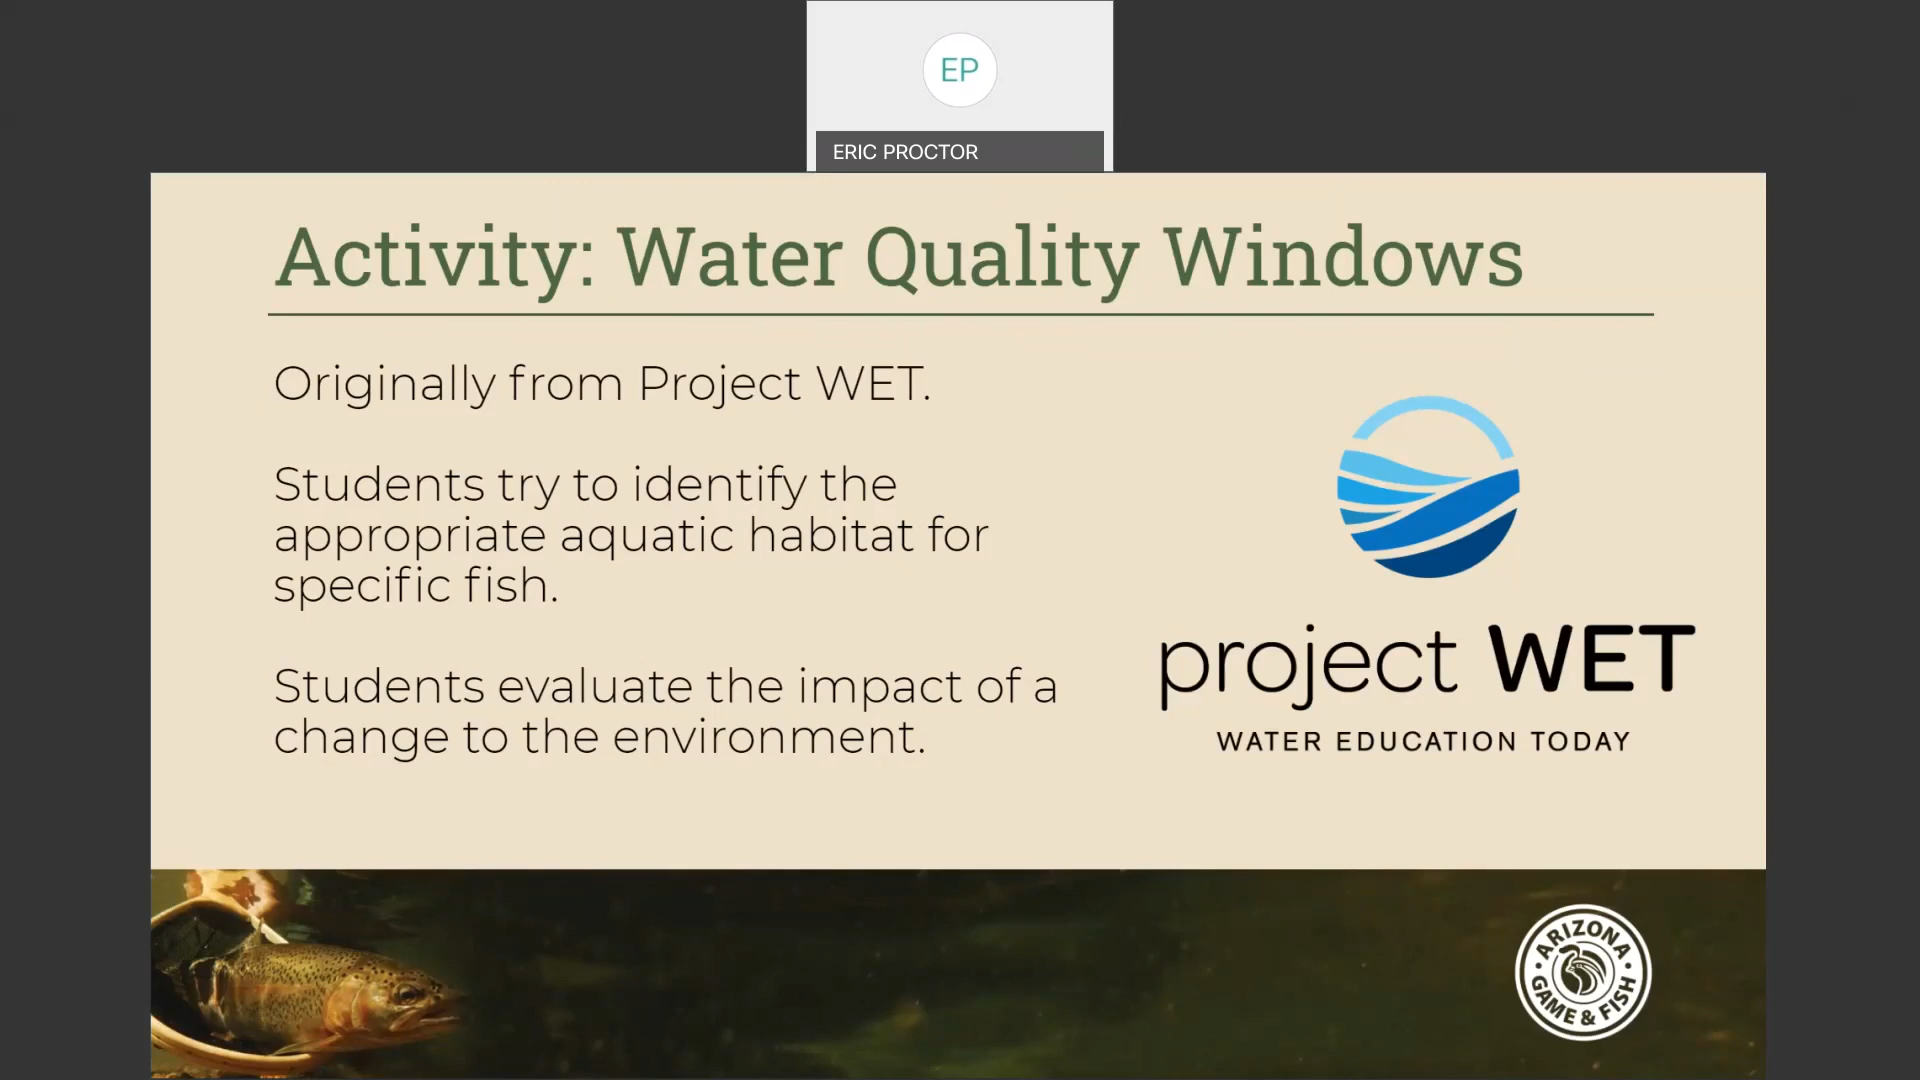 EP
ERIC PROCTOR
Activity: Water Quality Windows
Originally from Project WET.
Students try to identify the
appropriate aquatic habitat for
specific fish.
Students evaluate the impact of a
change to the environment.
project WET
WATER EDUCATION TODAY
ARIZONA
GAME & FISH